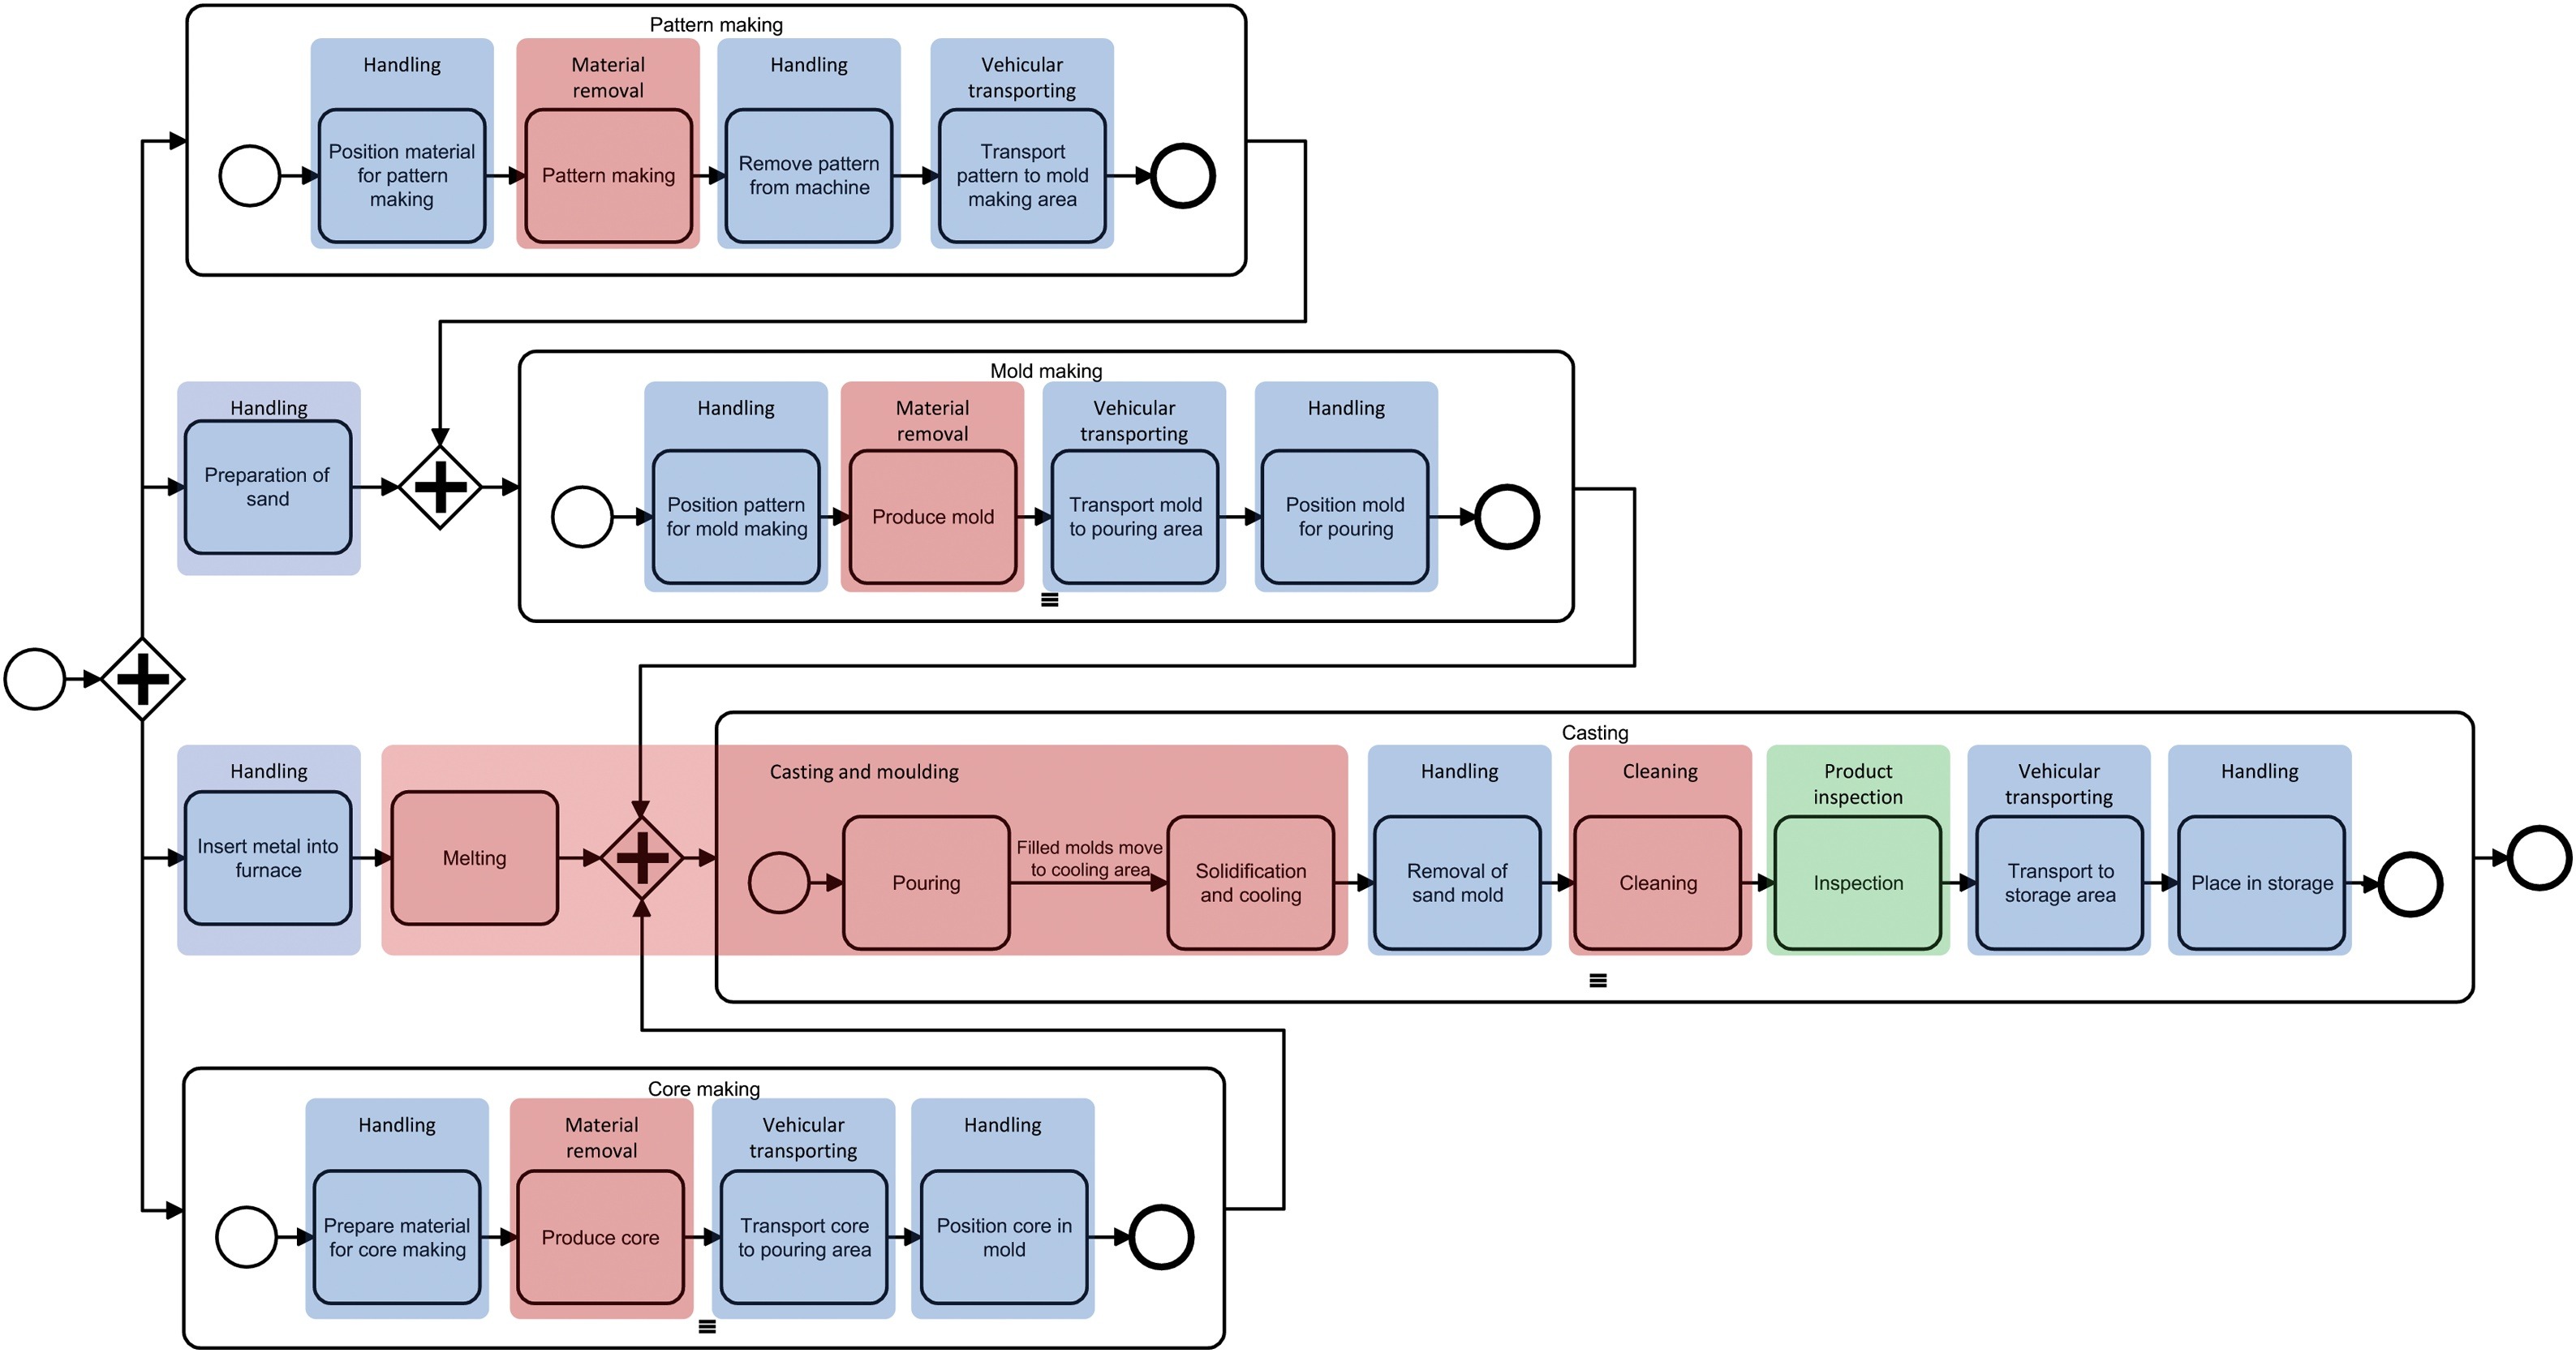 Pattern making
Handling
Material
removal
Handling
Vehicular
transporting
Position material
for pattern
making
Pattern making
Remove pattern
from machine
Transport
pattern to mold
making area
Handling
Preparation of
sand
Mold making
Handling
Material
removal
Vehicular
transporting
Handling
Position pattern
for mold making
Produce mold
Transport mold
to pouring area
Position mold
for pouring
Handling
Insert metal into
furnace
Melting
Casting
Casting and moulding
Pouring
Filled molds move
to cooling area
Solidification
and cooling
Handling
Removal of
sand mold
Cleaning
Cleaning
Product
inspection
Inspection
Vehicular
transporting
Transport to
storage area
Handling
Place in storage
Core making
Handling
Material
removal
Vehicular
transporting
Handling
Prepare material
for core making
Produce core
Transport core
to pouring area
Position core in
mold